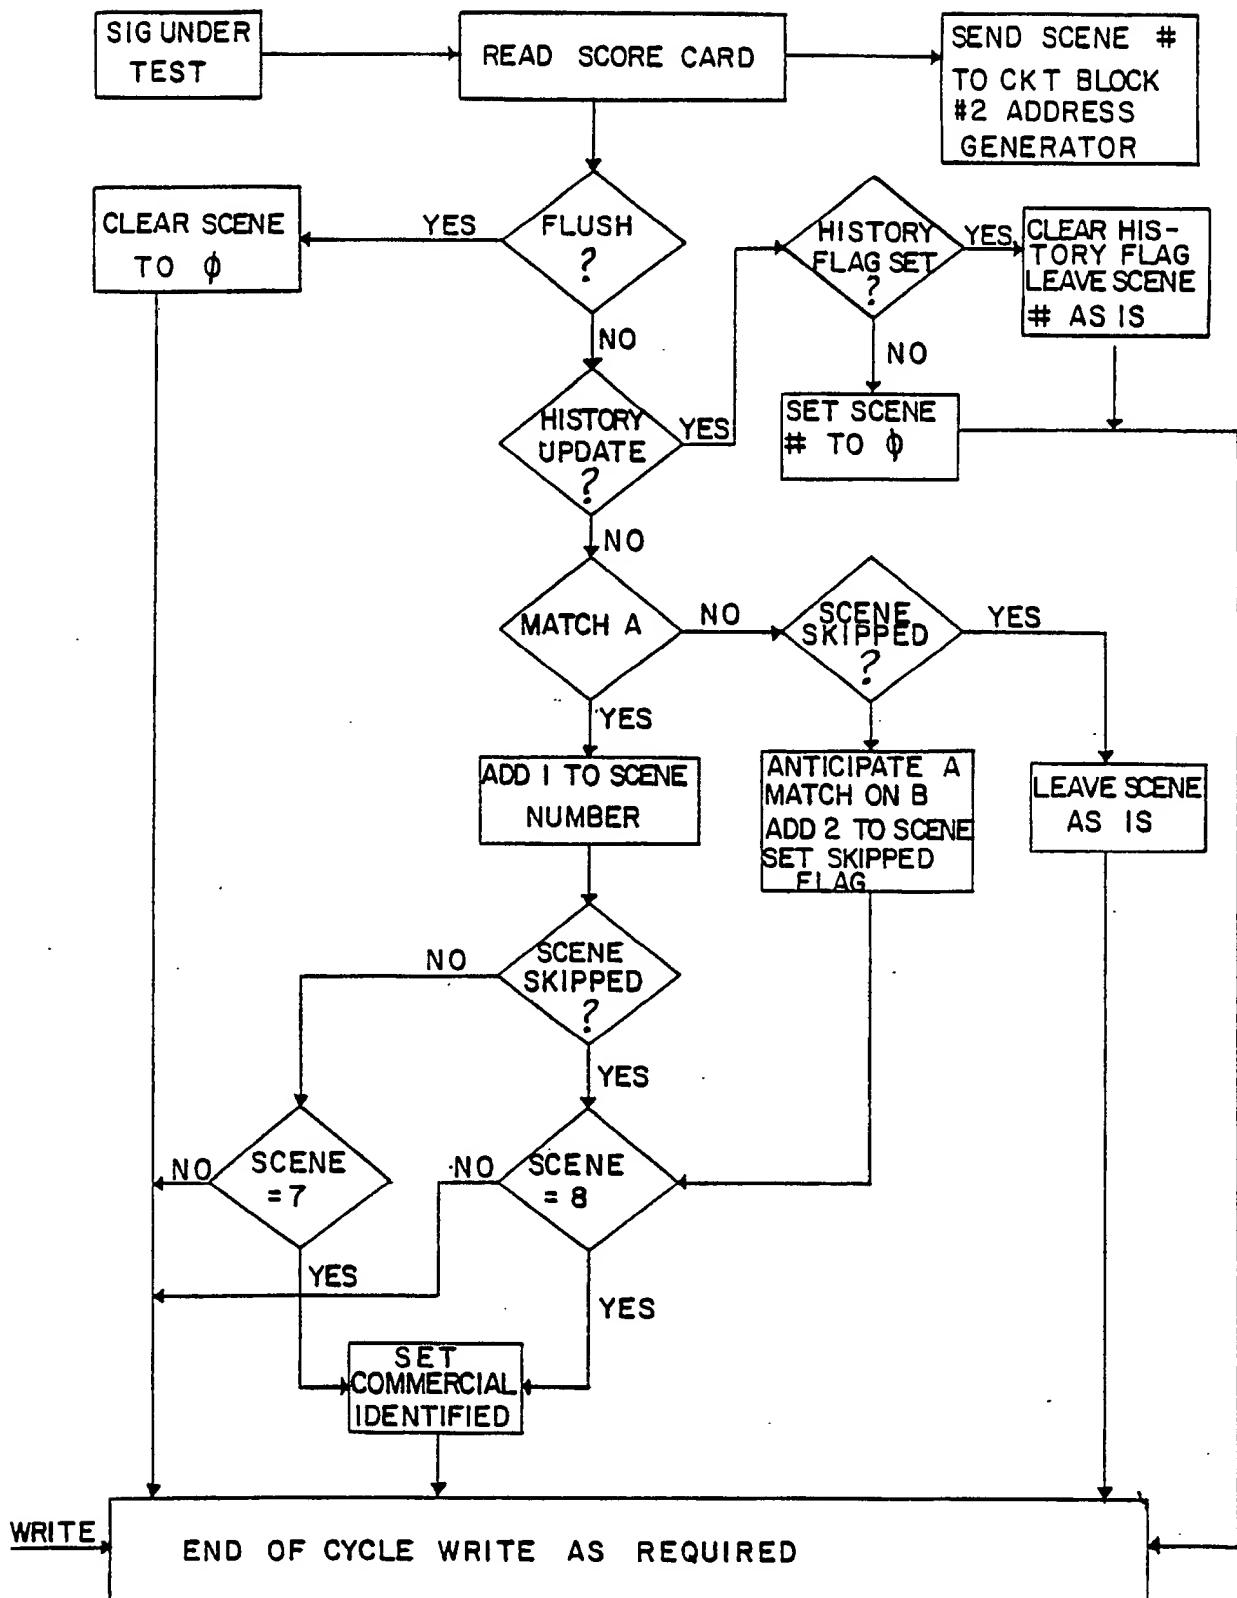 SIG UNDER
TEST
READ SCORE CARD
SEND SCENE #
TO CKT BLOCK
#2 ADDRESS
GENERATOR
CLEAR SCENE
TO ϕ
YES
FLUSH
?
HISTORY
FLAG SET
?
YES
CLEAR HIS-
TORY FLAG
LEAVE SCENE
# AS IS
NO
NO
SET SCENE
# TO ϕ
HISTORY
UPDATE
?
YES
NO
MATCH A
NO
SCENE
SKIPPED
?
YES
YES
ADD 1 TO SCENE
NUMBER
ANTICIPATE A
MATCH ON B
ADD 2 TO SCENE
SET SKIPPED
FLAG
LEAVE SCENE
AS IS
NO
SCENE
SKIPPED
?
YES
NO
SCENE
=7
NO
SCENE
= 8
YES
YES
SET
COMMERCIAL
IDENTIFIED
WRITE
END OF CYCLE WRITE AS REQUIRED